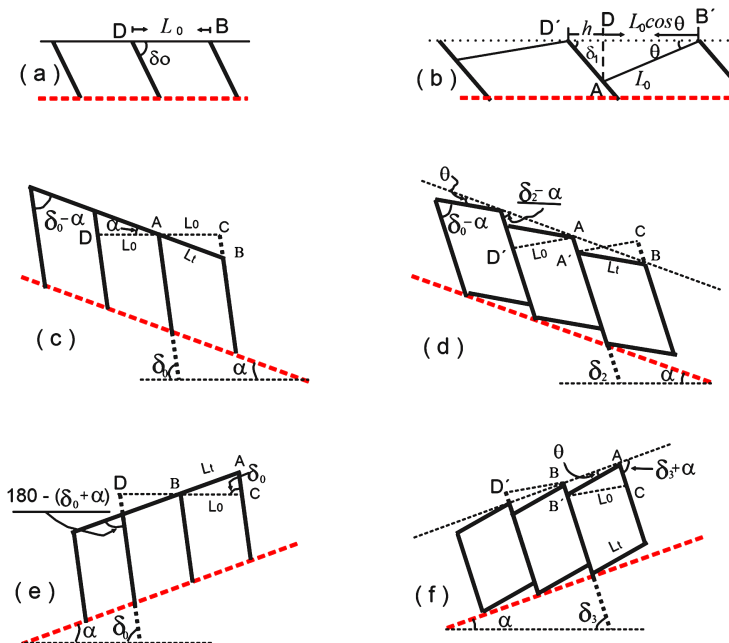 D L₀ B
δo
(a)
D´ h D L₀cosθ B´
δ₁ θ
A L₀
(b)
δ₀-α
α A L₀ C
D L₀ B
Lt
(c)
δ₀ α
θ
δ₂-α
δ₀-α
A C
D´ L₀ A´ B
Lt
(d)
δ₂ α
Lt A
D B δ₀
180 - (δ₀+α) L₀ C
(e)
α δ₀
θ A
B δ₃+α
D´ B´ L₀ C
Lt
(f)
α δ₃